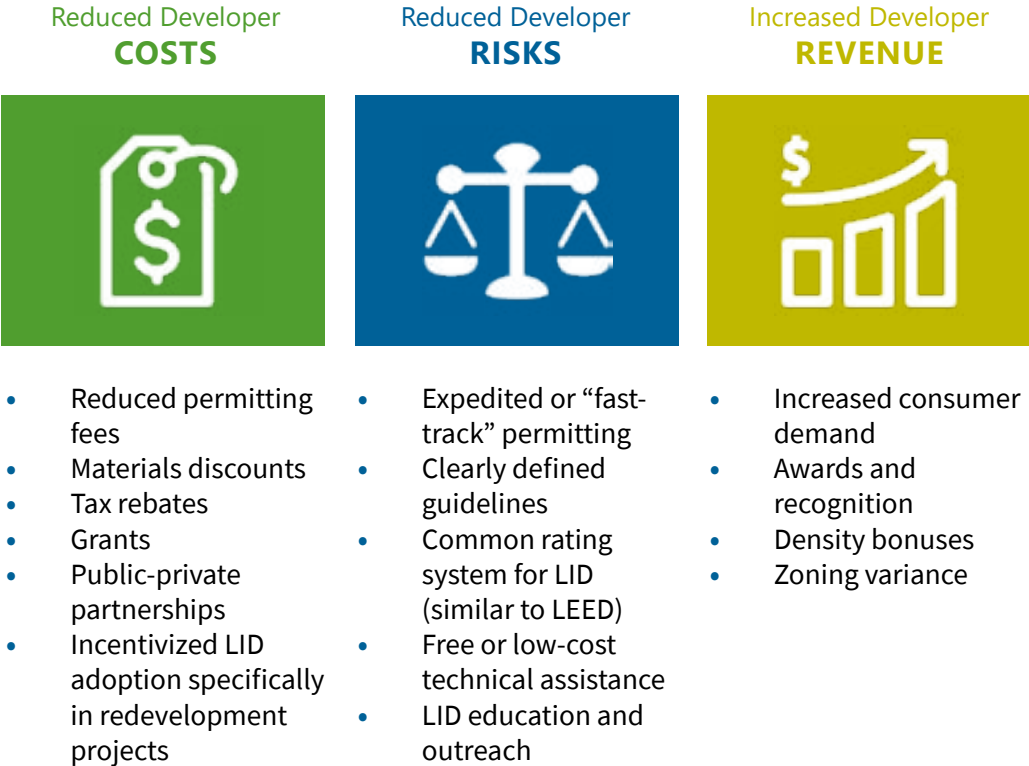 Reduced Developer
COSTS
$
• Reduced permitting
fees
• Materials discounts
• Tax rebates
• Grants
• Public-private
partnerships
• Incentivized LID
adoption specifically
in redevelopment
projects
Reduced Developer
RISKS
• Expedited or “fast-
track” permitting
• Clearly defined
guidelines
• Common rating
system for LID
(similar to LEED)
• Free or low-cost
technical assistance
• LID education and
outreach
Increased Developer
REVENUE
$
• Increased consumer
demand
• Awards and
recognition
• Density bonuses
• Zoning variance